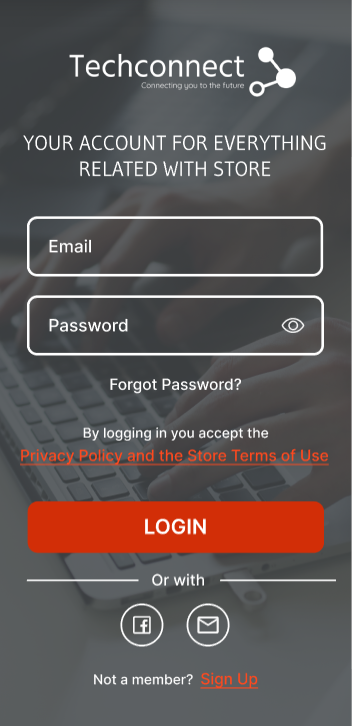 Techconnect
Connecting you to the future
YOUR ACCOUNT FOR EVERYTHING
RELATED WITH STORE
Email
Password
Forgot Password?
By logging in you accept the
Privacy Policy and the Store Terms of Use
LOGIN
Or with
Not a member? Sign Up